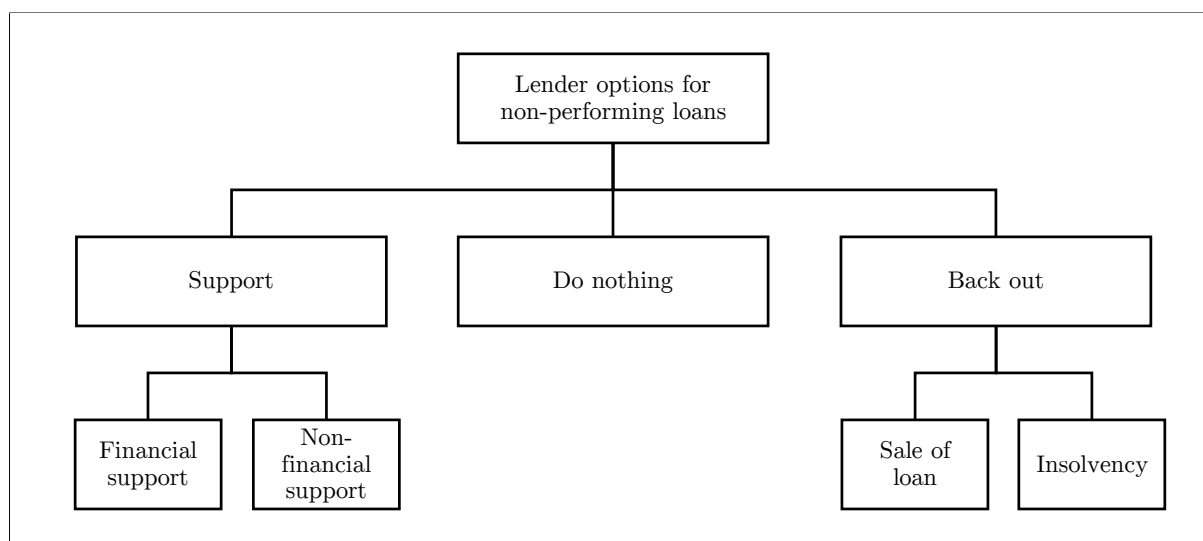 Lender options for
non-performing loans
Support
Do nothing
Back out
Financial
support
Non-
financial
support
Sale of
loan
Insolvency